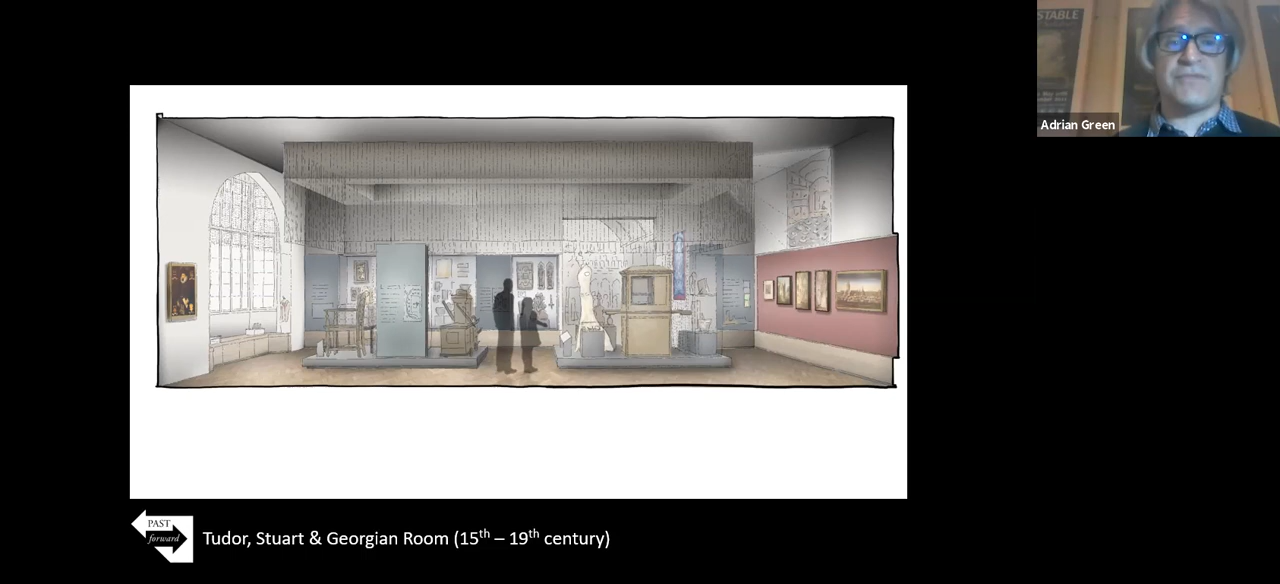 STABLE
Adrian Green
PAST
forward
Tudor, Stuart & Georgian Room (15th – 19th century)